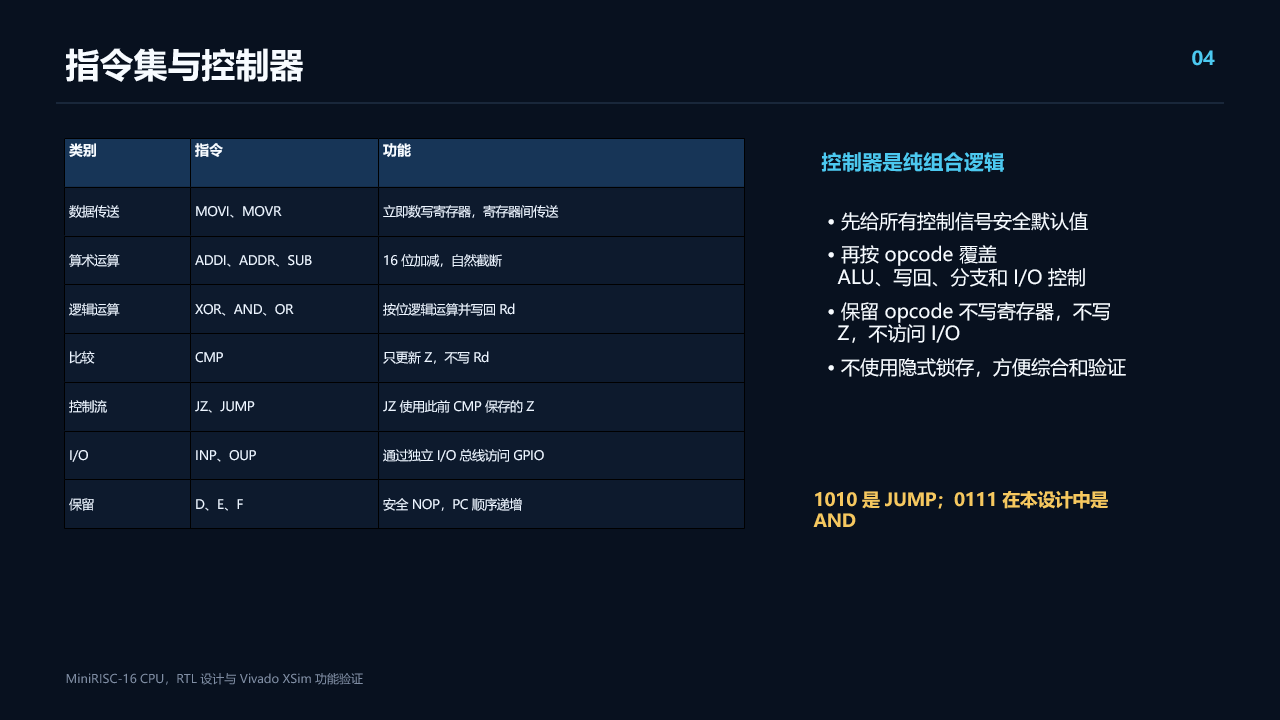 指令集与控制器
04
类别 指令 功能
数据传送 MOVI、MOVR 立即数写寄存器，寄存器间传送
算术运算 ADDI、ADDR、SUB 16 位加减，自然截断
逻辑运算 XOR、AND、OR 按位逻辑运算并写回 Rd
比较 CMP 只更新 Z，不写 Rd
控制流 JZ、JUMP JZ 使用此前 CMP 保存的 Z
I/O INP、OUP 通过独立 I/O 总线访问 GPIO
保留 D、E、F 安全 NOP，PC 顺序递增
控制器是纯组合逻辑
• 先给所有控制信号安全默认值
• 再按 opcode 覆盖
ALU、写回、分支和 I/O 控制
• 保留 opcode 不写寄存器，不写
Z，不访问 I/O
• 不使用隐式锁存，方便综合和验证
1010 是 JUMP；0111 在本设计中是
AND
MiniRISC-16 CPU，RTL 设计与 Vivado XSim 功能验证